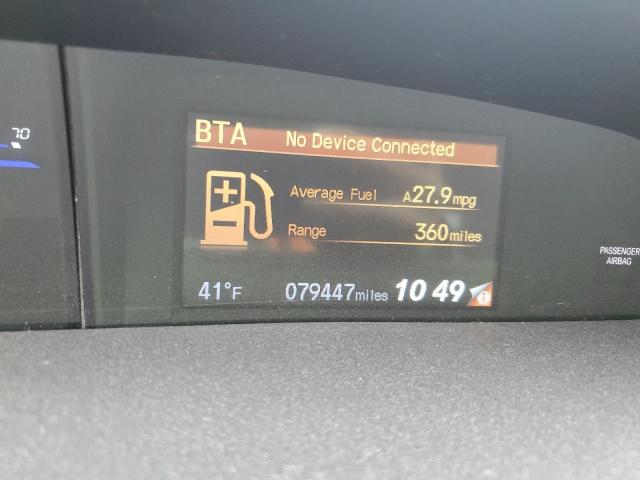 70
BTA No Device Connected
Average Fuel A27.9mpg
Range 360miles
41°F 079447miles 10 49
PASSENGER
AIRBAG